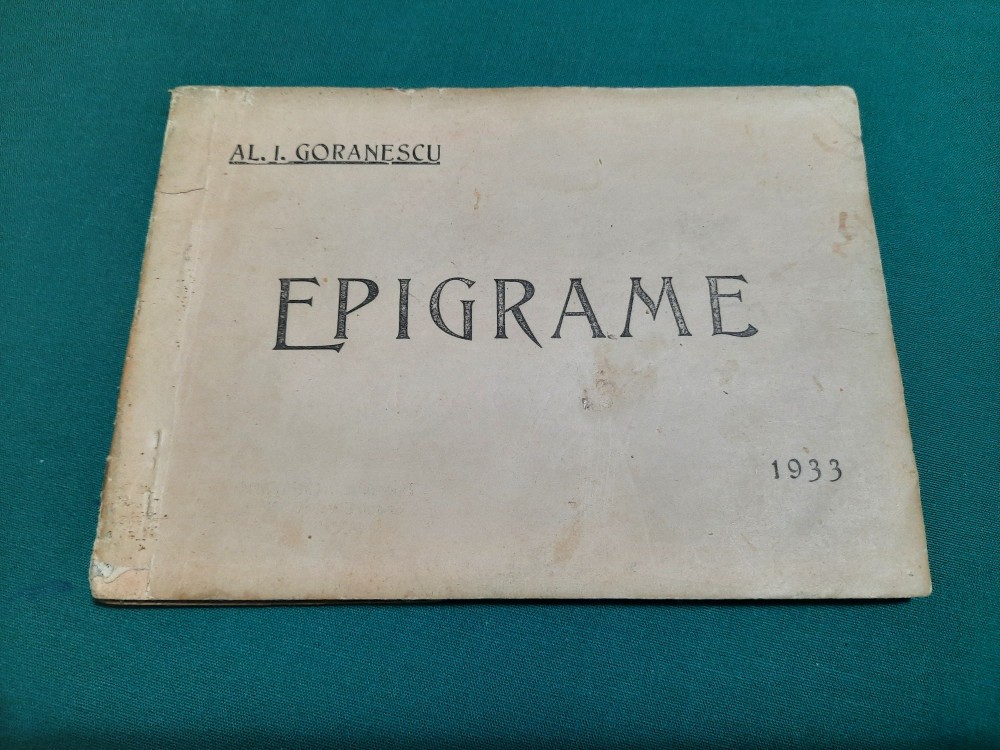 AL. I. GORANESCU
EPIGRAME
1933